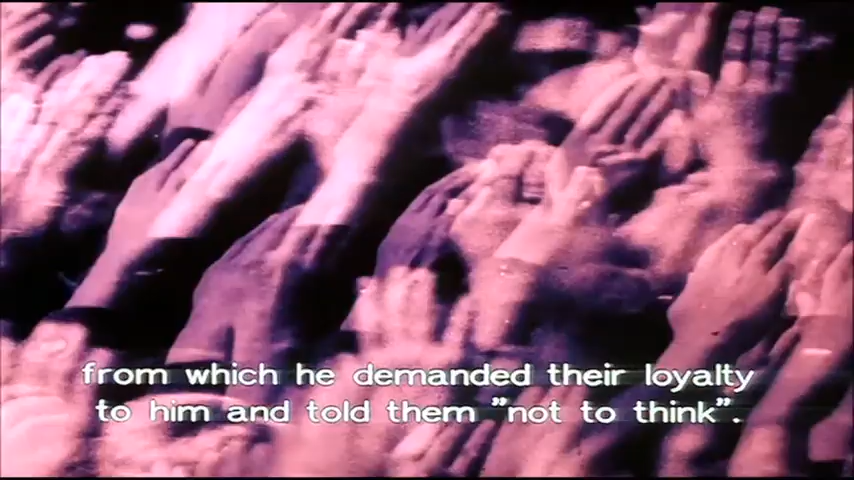 from which he demanded their loyalty
to him and told them "not to think".